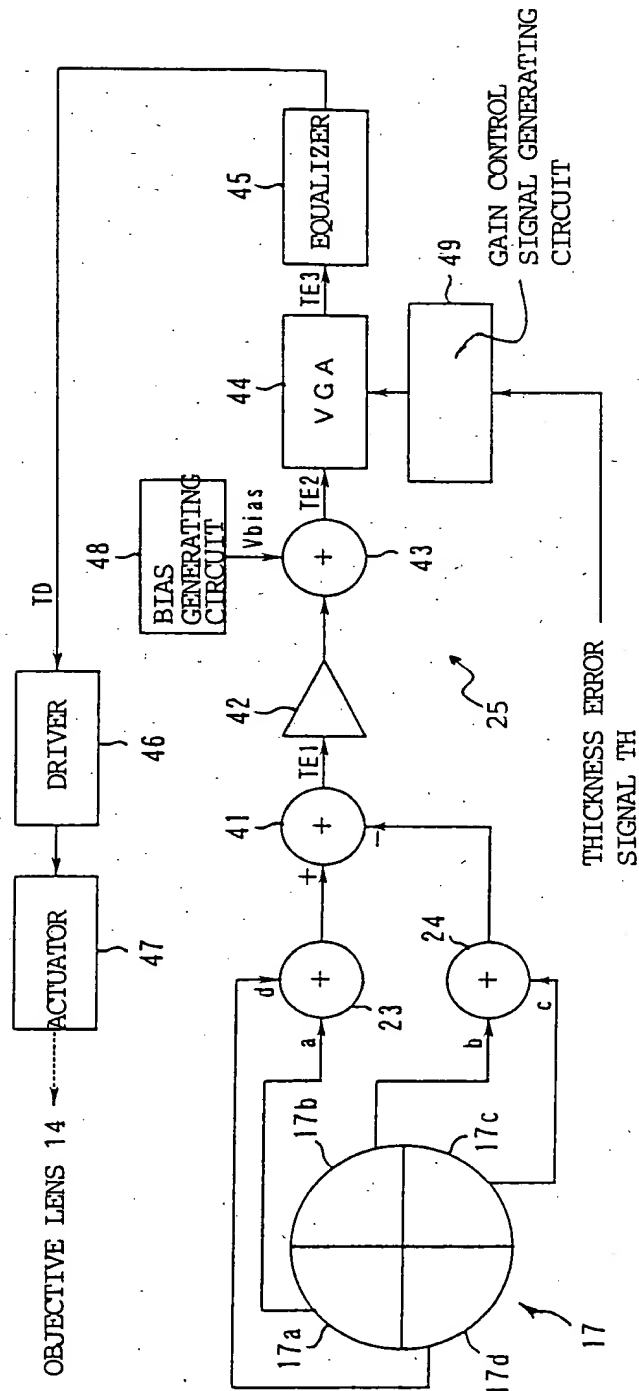 OBJECTIVE LENS 14
ACTUATOR
47
DRIVER
46
TD
17a
17b
17c
17d
17
a
d
+
23
b
c
+
24
+
+
−
41
TE1
42
BIAS
GENERATING
CIRCUIT
48
Vbias
+
43
TE2
VGA
44
TE3
EQUALIZER
45
49
GAIN CONTROL
SIGNAL GENERATING
CIRCUIT
25
THICKNESS ERROR
SIGNAL TH